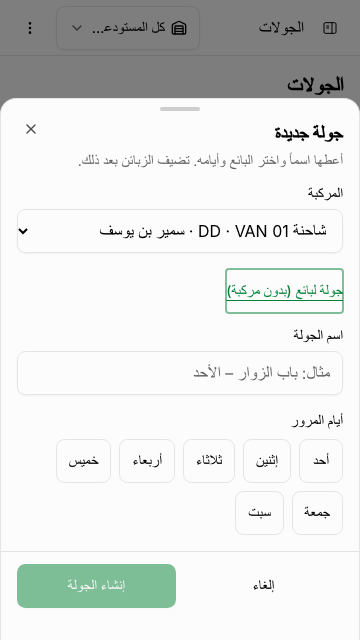 الجولات
كل المستودعـ...
الجولات
جولة جديدة
أعطها اسماً واختر البائع وأيامه. تضيف الزبائن بعد ذلك.
المركبة
شاحنة DD · VAN 01 · سمير بن يوسف
جولة لبائع (بدون مركبة)
اسم الجولة
مثال: باب الزوار – الأحد
أيام المرور
أحد
إثنين
ثلاثاء
أربعاء
خميس
جمعة
سبت
إلغاء
إنشاء الجولة